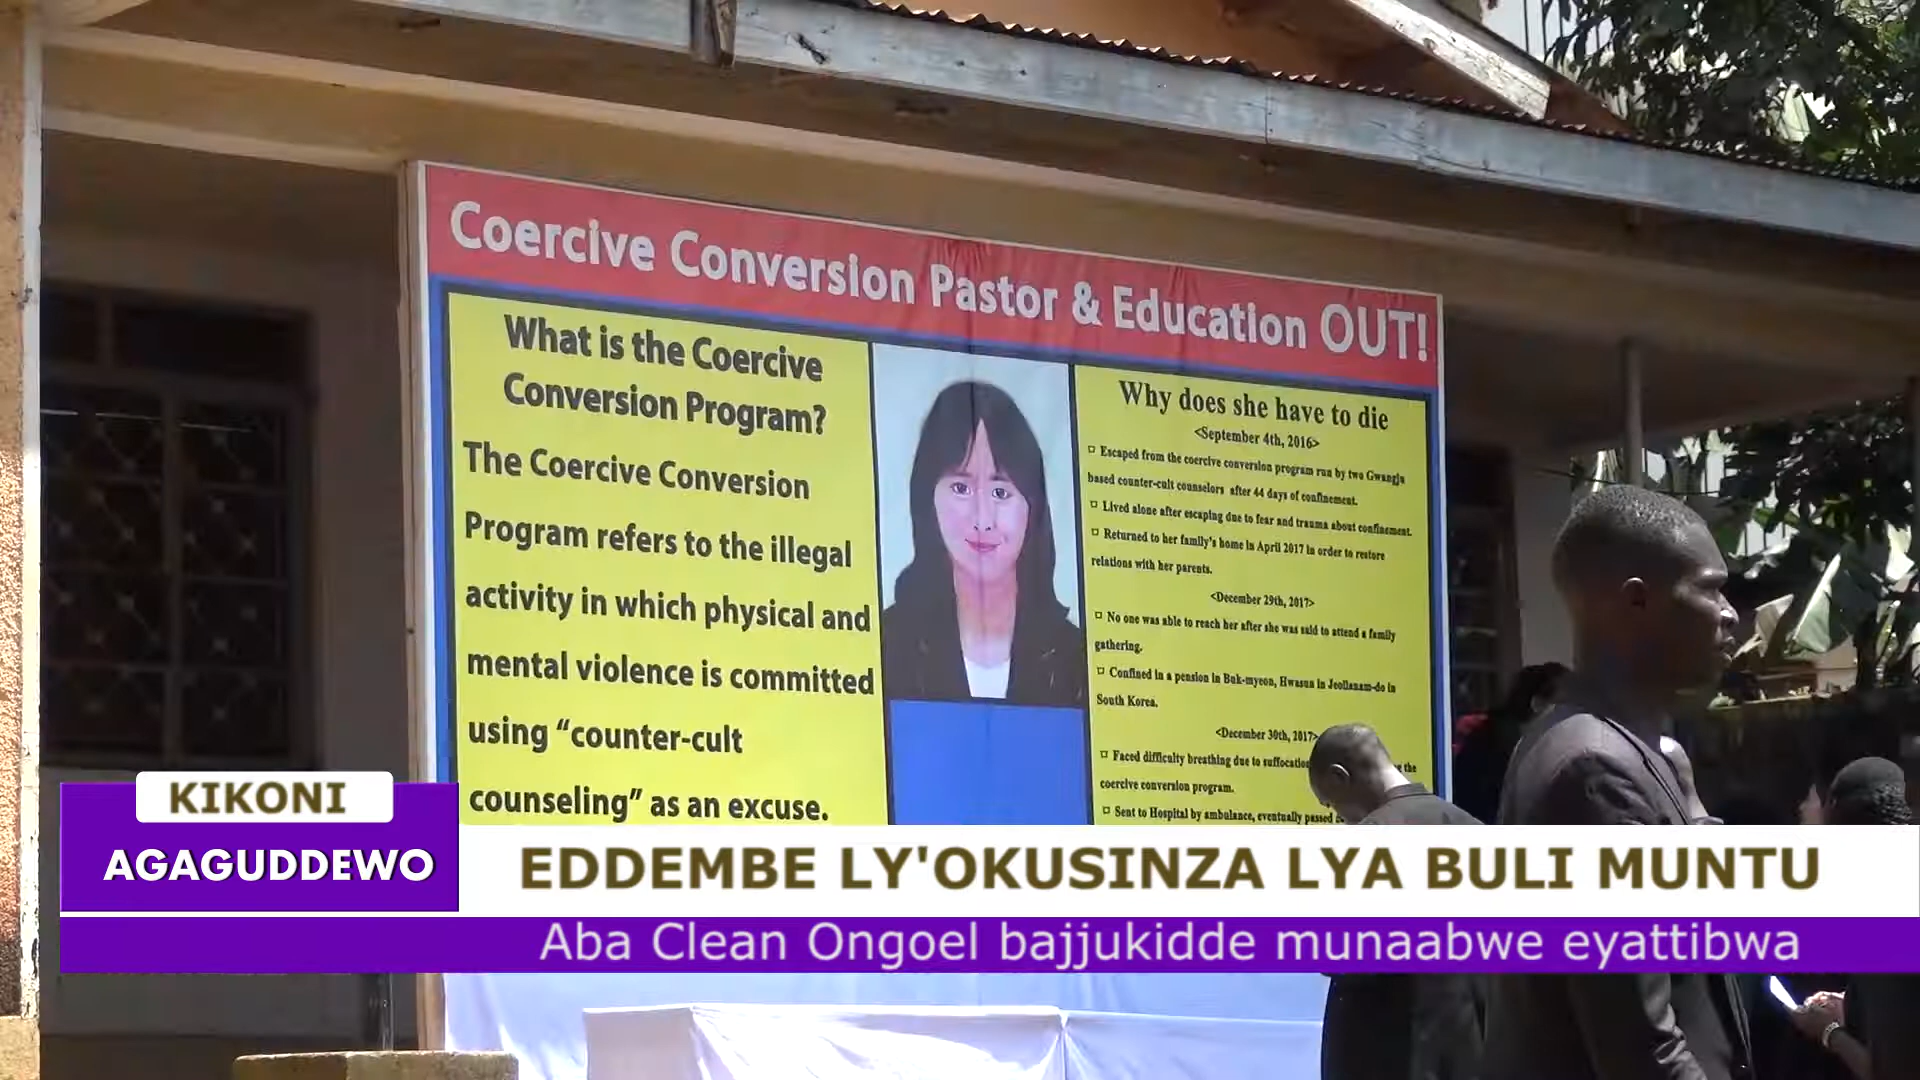 Coercive Conversion Pastor & Education OUT!
What is the Coercive
Conversion Program?
The Coercive Conversion
Program refers to the illegal
activity in which physical and
mental violence is committed
using “counter-cult
counseling” as an excuse.
Why does she have to die
<September 4th, 2016>
Escaped from the coercive conversion program run by two Gwangju
based counter-cult counselors after 44 days of confinement.
Lived alone after escaping due to fear and trauma about confinement.
Returned to her family's home in April 2017 in order to restore
relations with her parents.
<December 29th, 2017>
No one was able to reach her after she was said to attend a family
gathering.
Confined in a pension in Buk-myeon, Hwasun in Jeollanam-do in
South Korea.
<December 30th, 2017>
Faced difficulty breathing due to suffocation the
coercive conversion program.
Sent to Hospital by ambulance, eventually passed
KIKONI
AGAGUDDEWO
EDDEMBE LY'OKUSINZA LYA BULI MUNTU
Aba Clean Ongoel bajjukidde munaabwe eyattibwa